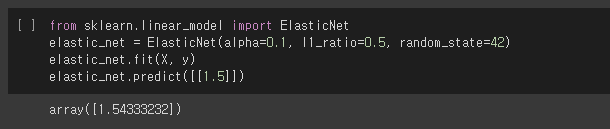 [ ] from sklearn.linear_model import ElasticNet
elastic_net = ElasticNet(alpha=0.1, l1_ratio=0.5, random_state=42)
elastic_net.fit(X, y)
elastic_net.predict([[1.5]])
array([1.54333232])